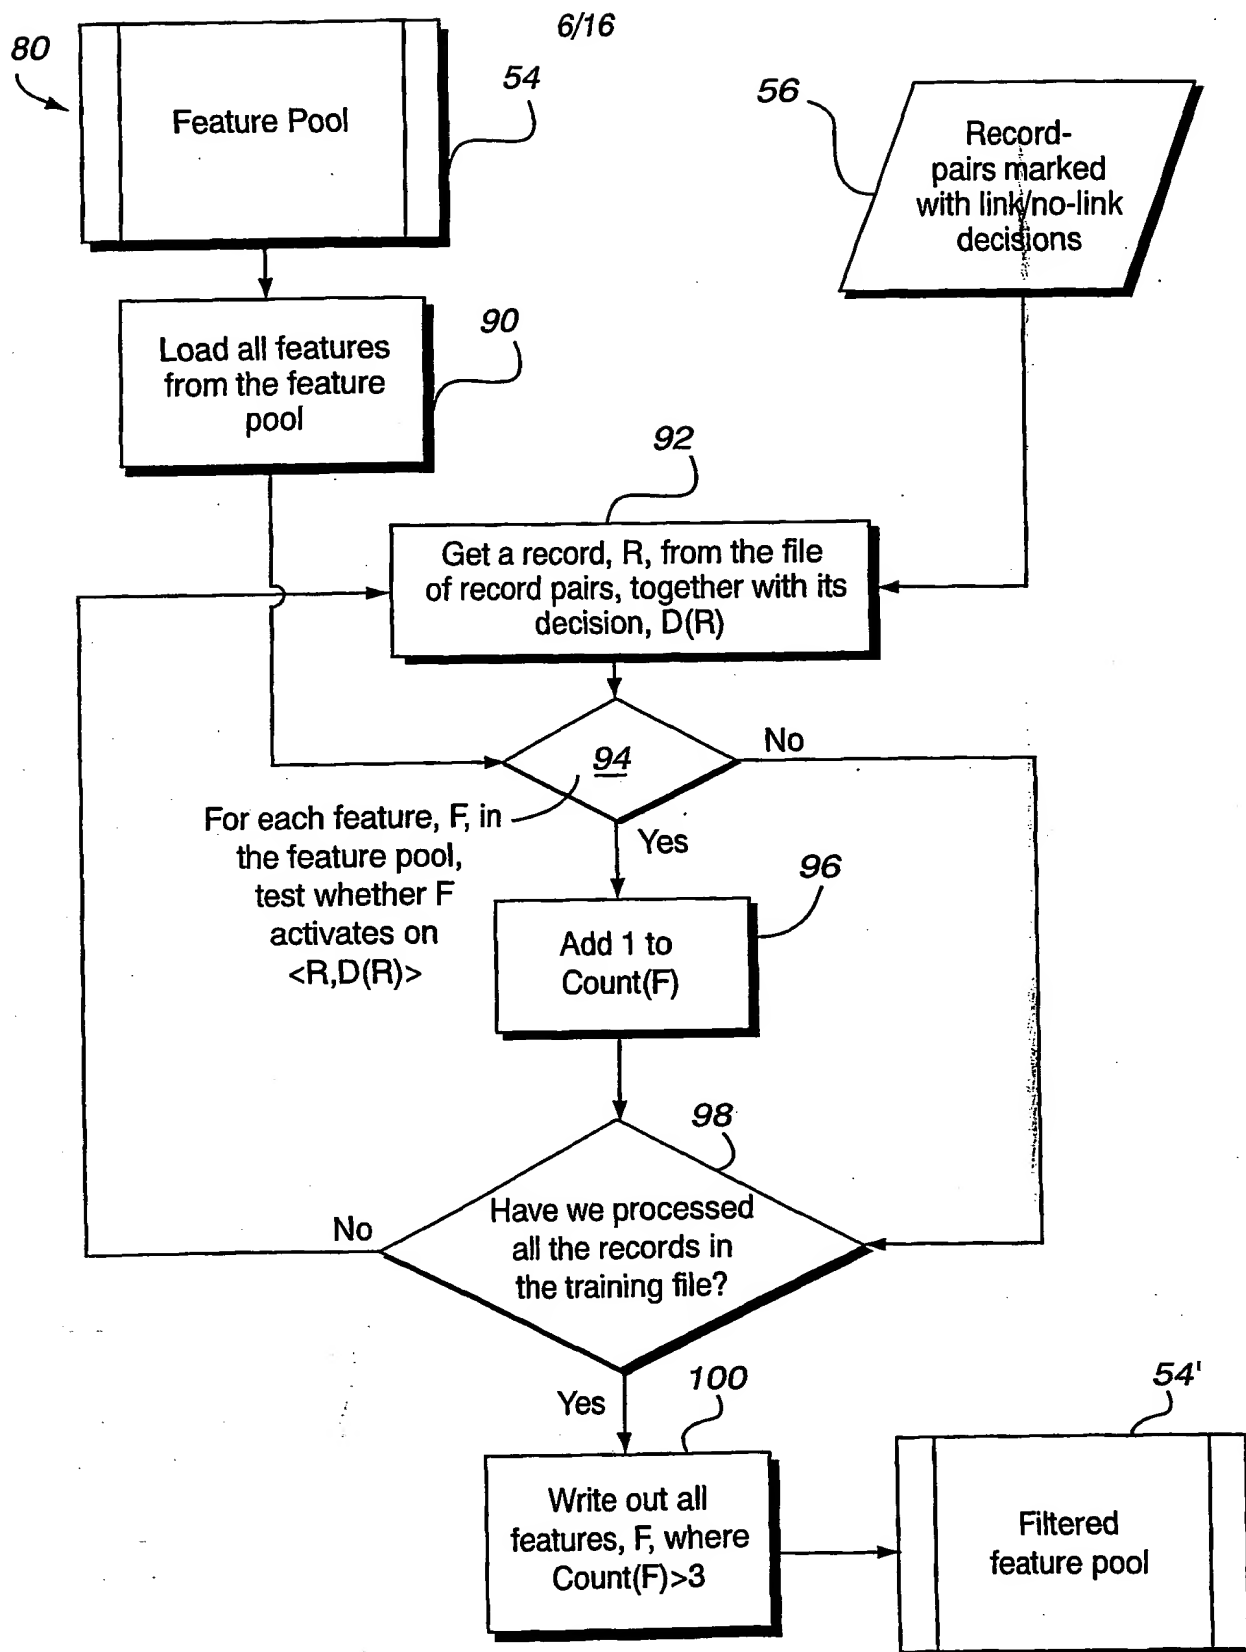 6/16
80
Feature Pool
54
56
Record-
pairs marked
with link/no-link
decisions
Load all features
from the feature
pool
90
92
Get a record, R, from the file
of record pairs, together with its
decision, D(R)
94
No
For each feature, F, in
the feature pool,
test whether F
activates on
<R,D(R)>
Yes
96
Add 1 to
Count(F)
98
Have we processed
all the records in
the training file?
No
Yes
100
Write out all
features, F, where
Count(F)>3
54'
Filtered
feature pool